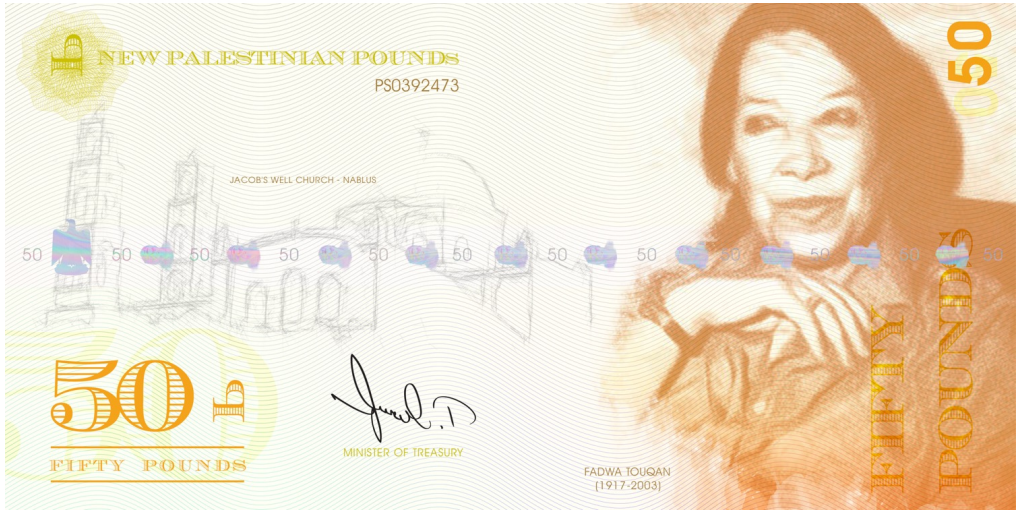 NEW PALESTINIAN POUNDS
PS0392473
50
JACOB'S WELL CHURCH - NABLUS
50 50 50 50 50 50 50 50 50 50 50 50
50
FIFTY POUNDS
MINISTER OF TREASURY
FADWA TOUQAN
(1917-2003)
FIFTY
POUNDS